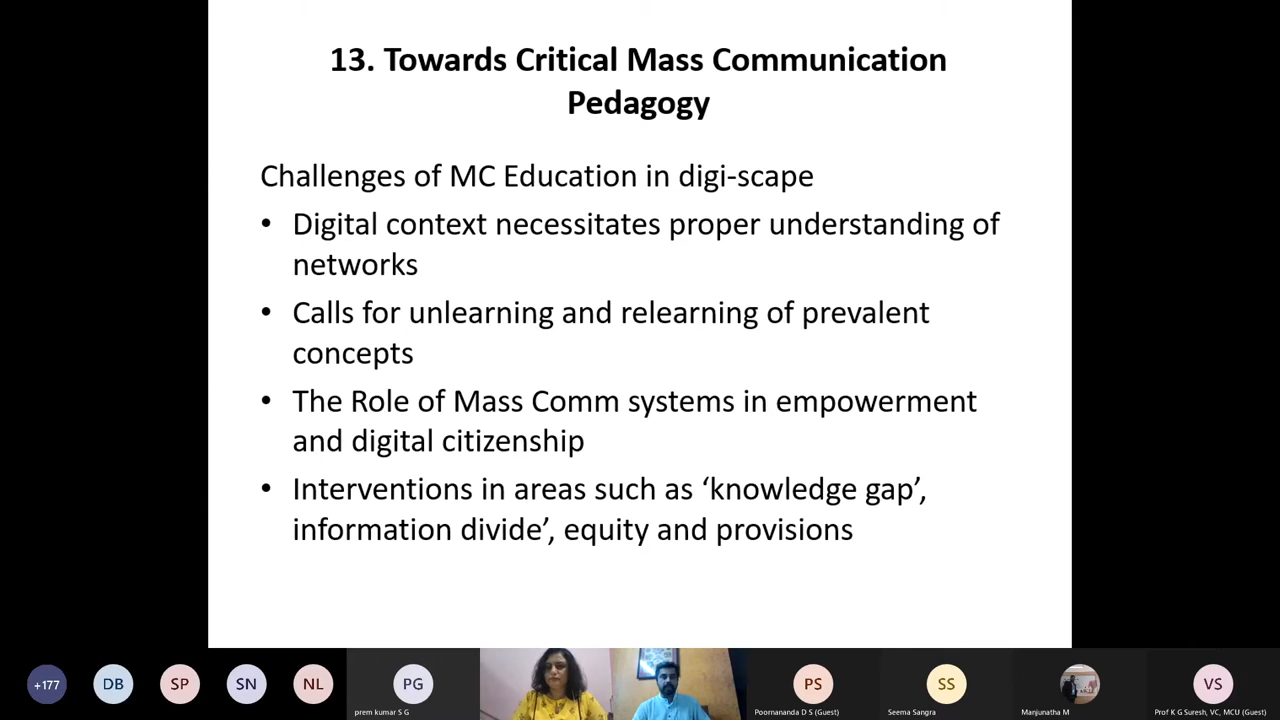 13. Towards Critical Mass Communication
Pedagogy
Challenges of MC Education in digi-scape
• Digital context necessitates proper understanding of
networks
• Calls for unlearning and relearning of prevalent
concepts
• The Role of Mass Comm systems in empowerment
and digital citizenship
• Interventions in areas such as ‘knowledge gap’,
information divide’, equity and provisions
+177
DB
SP
SN
NL
PG
PS
SS
VS
prem kumar S G
Poornananda D S (Guest)
Seema Sangra
Manjunatha M
Prof K G Suresh, VC, MCU (Guest)